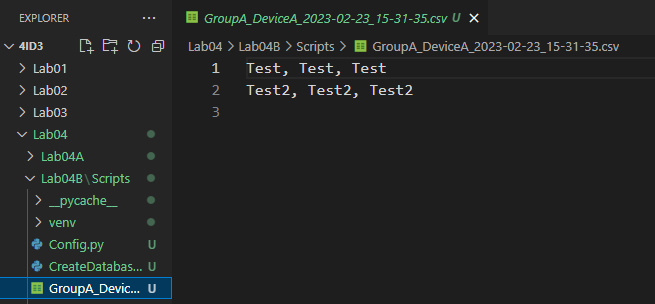 EXPLORER
4ID3
Lab01
Lab02
Lab03
Lab04
Lab04A
Lab04B\Scripts
__pycache__
venv
Config.py U
CreateDatabas... U
GroupA_Devic... U
GroupA_DeviceA_2023-02-23_15-31-35.csv U
Lab04 > Lab04B > Scripts > GroupA_DeviceA_2023-02-23_15-31-35.csv
1 Test, Test, Test
2 Test2, Test2, Test2
3